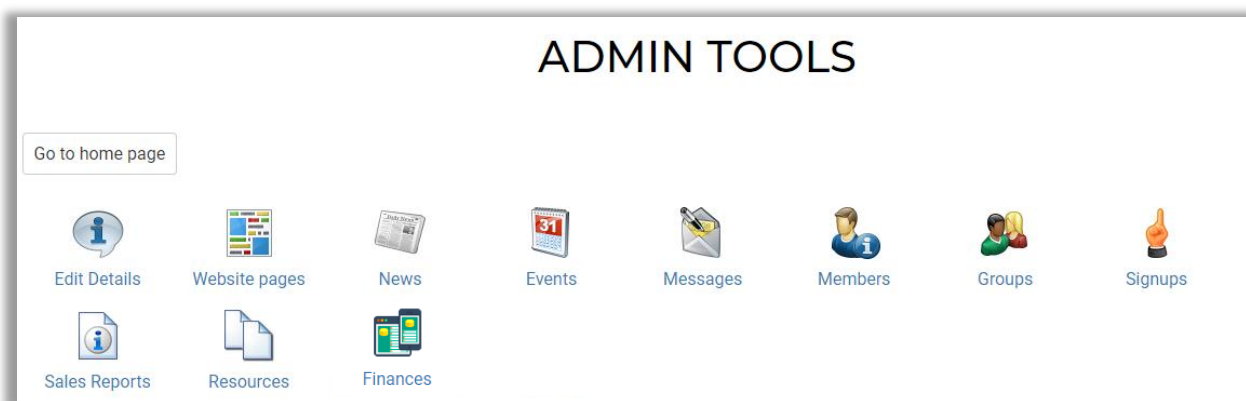 ADMIN TOOLS
Go to home page
31
Edit Details Website pages News Events Messages Members Groups Signups
Sales Reports Resources Finances